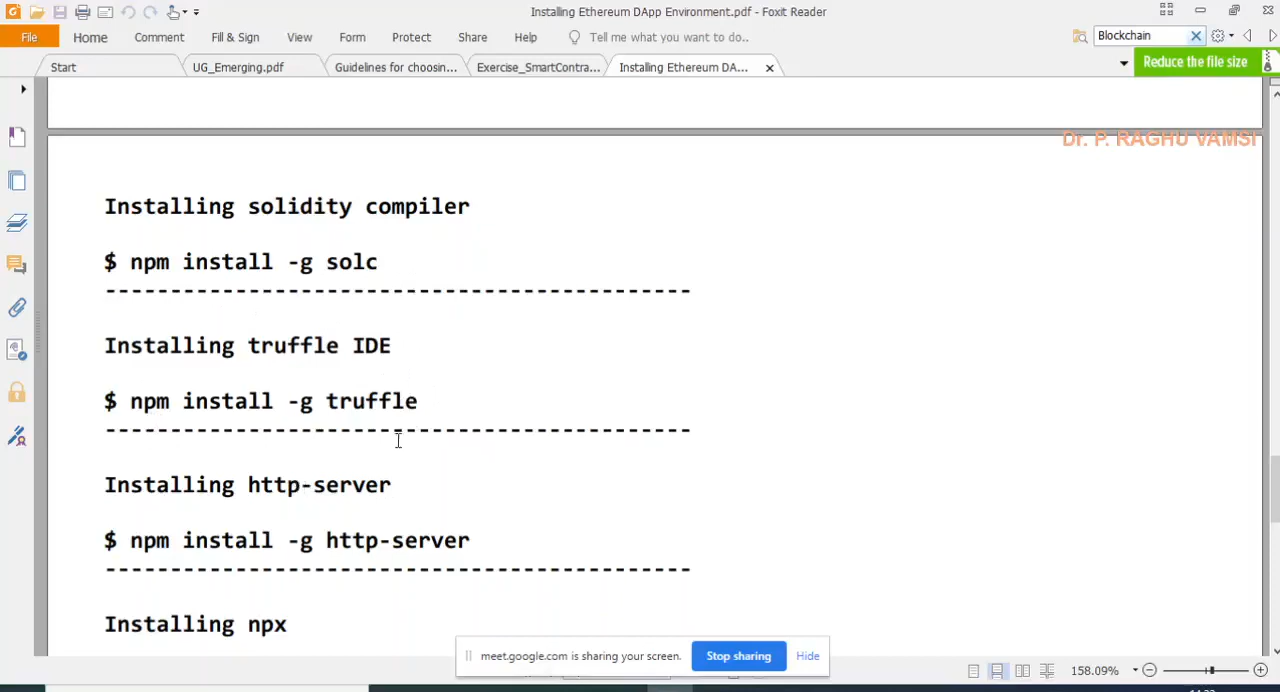 Installing Ethereum DApp Environment.pdf - Foxit Reader
File Home Comment Fill & Sign View Form Protect Share Help Tell me what you want to do.. Blockchain
Start UG_Emerging.pdf Guidelines for choosin... Exercise_SmartContra... Installing Ethereum DA... Reduce the file size
Dr. P. RAGHU VAMSI
Installing solidity compiler
$ npm install -g solc
---------------------------------------------
Installing truffle IDE
$ npm install -g truffle
---------------------------------------------
Installing http-server
$ npm install -g http-server
---------------------------------------------
Installing npx
meet.google.com is sharing your screen. Stop sharing Hide
158.09%